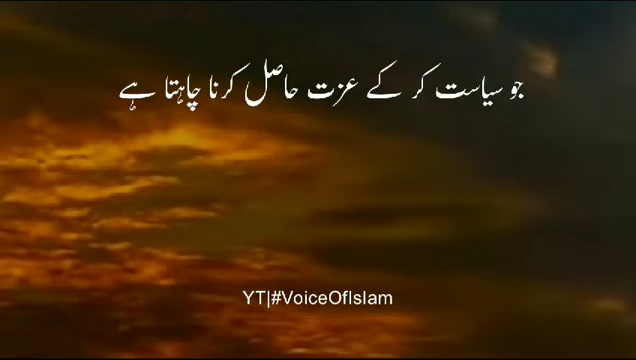 جو سیاست کر کے عزت حاصل کرنا چاہتا ہے
YT|#VoiceOfIslam